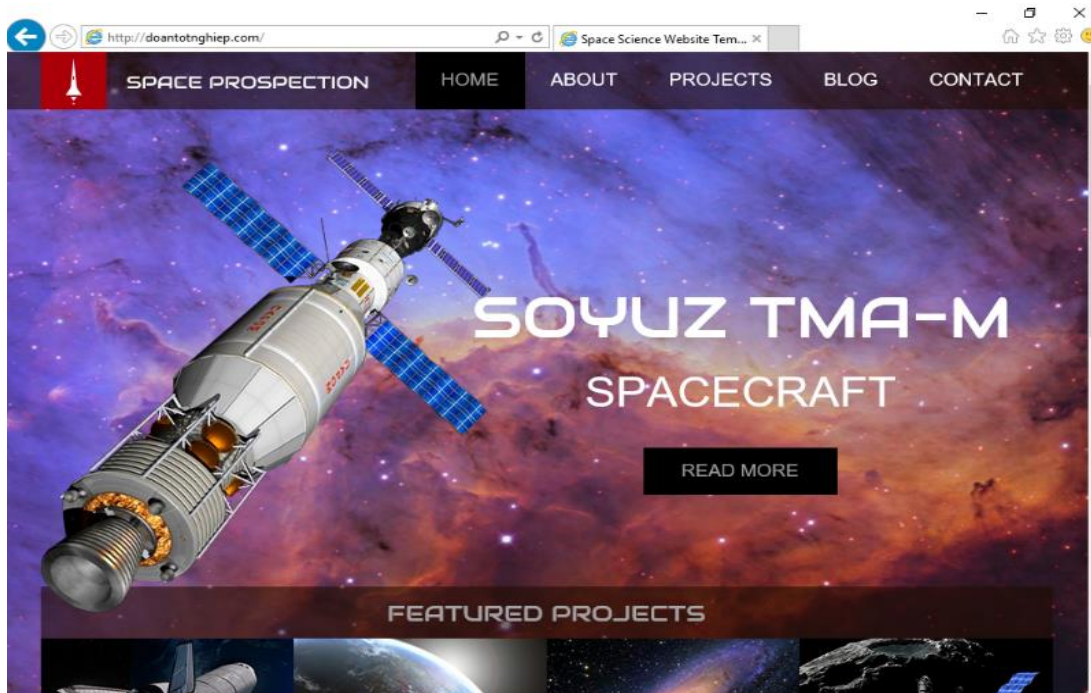 http://doantotnghiep.com/
Space Science Website Tem...
SPACE PROSPECTION
HOME
ABOUT
PROJECTS
BLOG
CONTACT
SOYUZ TMA-M
SPACECRAFT
READ MORE
FEATURED PROJECTS